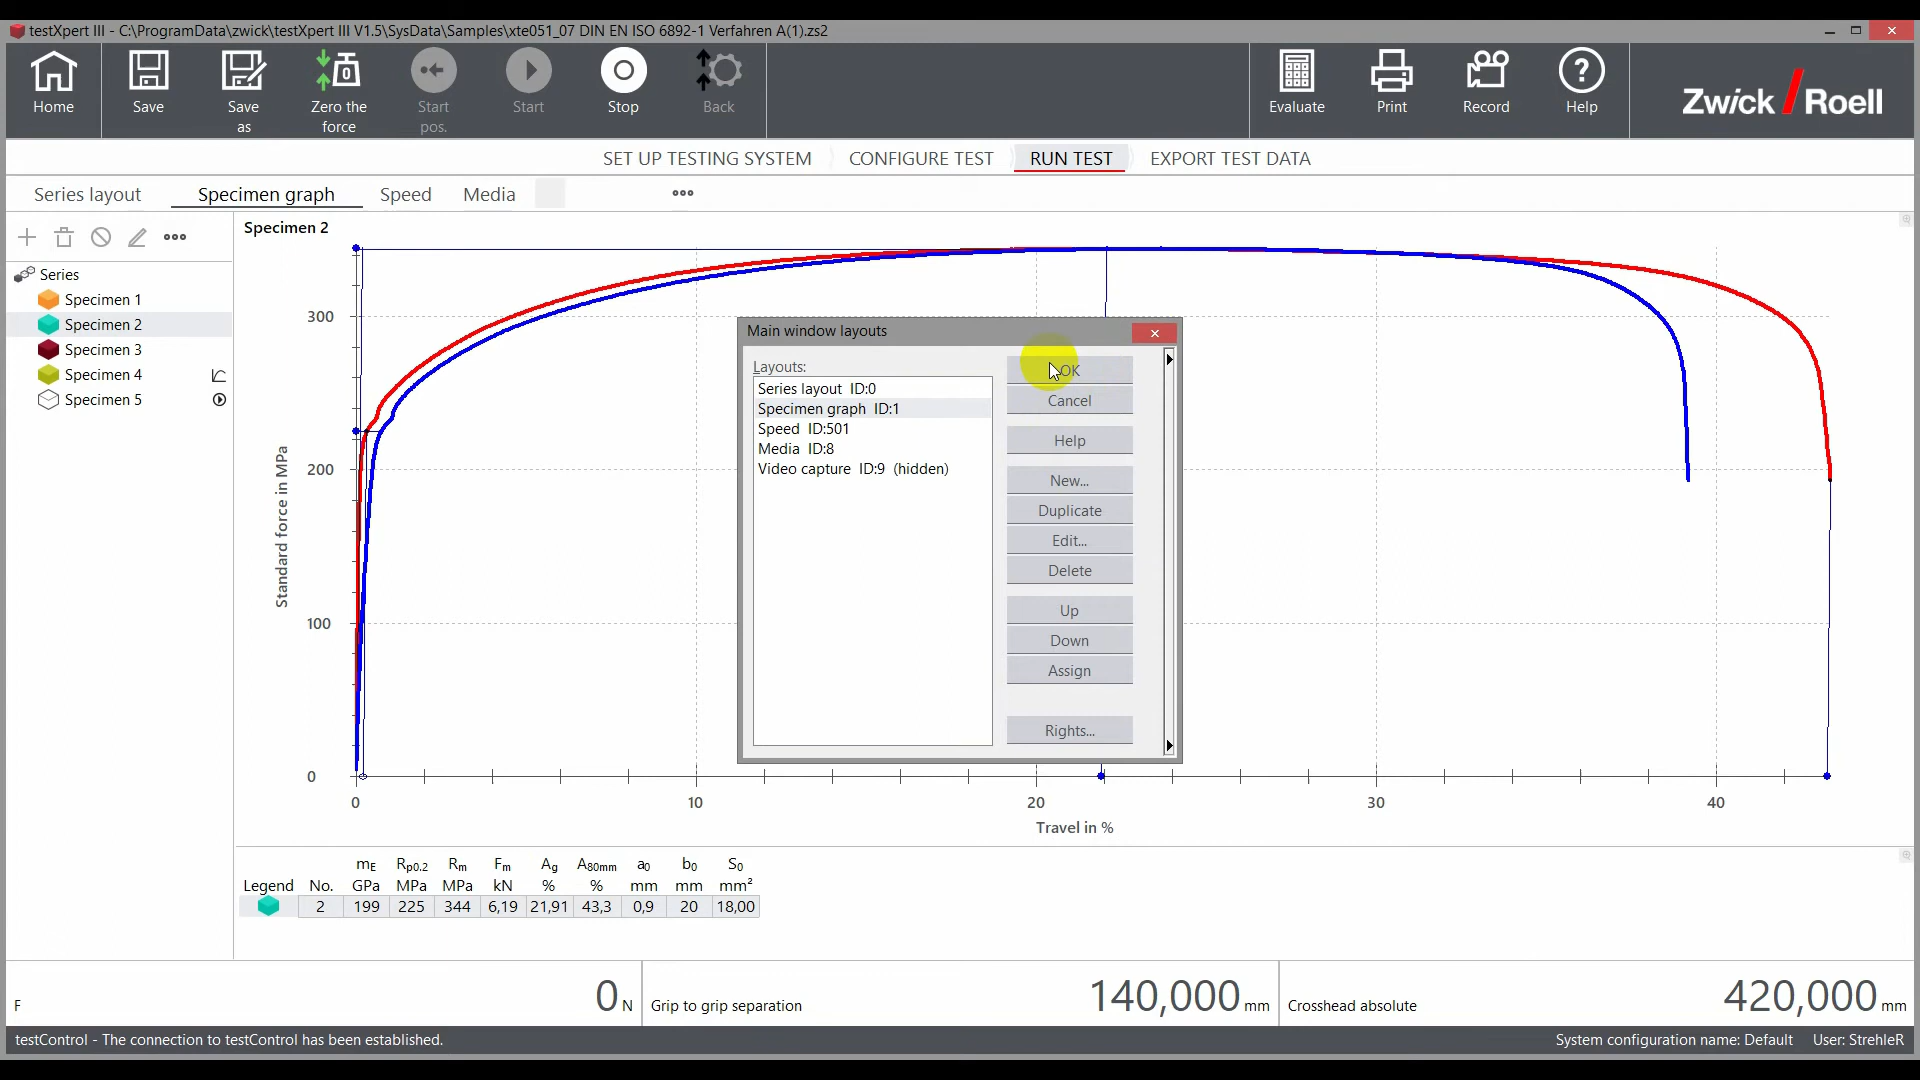 testXpert III - C:\ProgramData\zwick\testXpert III V1.5\SysData\Samples\xte051_07 DIN EN ISO 6892-1 Verfahren A(1).zs2
Home
Save
Save as
Zero the force
Start pos.
Start
Stop
Back
Evaluate
Print
Record
Help
Zwick / Roell
SET UP TESTING SYSTEM
CONFIGURE TEST
RUN TEST
EXPORT TEST DATA
Series layout
Specimen graph
Speed
Media
Series
Specimen 1
Specimen 2
Specimen 3
Specimen 4
Specimen 5
Specimen 2
Standard force in MPa
300
200
100
0
0 10 20 30 40
Travel in %
Main window layouts
Layouts:
Series layout ID:0
Specimen graph ID:1
Speed ID:501
Media ID:8
Video capture ID:9 (hidden)
OK
Cancel
Help
New...
Duplicate
Edit...
Delete
Up
Down
Assign
Rights...
mE Rp0.2 Rm Fm Ag A80mm a0 b0 S0
Legend No. GPa MPa MPa kN % % mm mm mm²
2 199 225 344 6,19 21,91 43,3 0,9 20 18,00
F 0 N
Grip to grip separation 140,000 mm
Crosshead absolute 420,000 mm
testControl - The connection to testControl has been established.
System configuration name: Default User: StrehleR